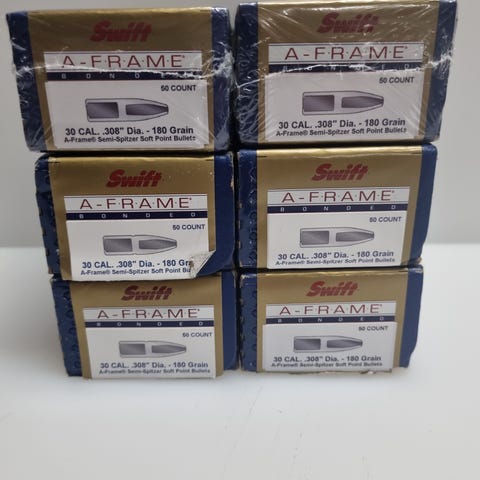 Swift
A-FRAME®
BONDED
50 COUNT
30 CAL. .308" Dia. - 180 Grain
A-Frame® Semi-Spitzer Soft Point Bullets
Swift
A-FRAME®
BONDED
50 COUNT
30 CAL. .308" Dia. - 180 Grain
A-Frame® Semi-Spitzer Soft Point Bullets
Swift
A-FRAME®
BONDED
50 COUNT
30 CAL. .308" Dia. - 180 Gra
A-Frame® Semi-Spitzer Soft Point Bullets
Swift
A-FRAME®
BONDED
50 COUNT
30 CAL. .308" Dia. - 180 Grain
A-Frame® Semi-Spitzer Soft Point Bullets
Swift
A-FRAME®
BONDED
50 COUNT
30 CAL. .308" Dia. - 180 Grain
A-Frame® Semi-Spitzer Soft Point Bullets
Swift
A-FRAME®
BONDED
50 COUNT
30 CAL. .308" Dia. - 180 Grain
A-Frame® Semi-Spitzer Soft Point Bullets